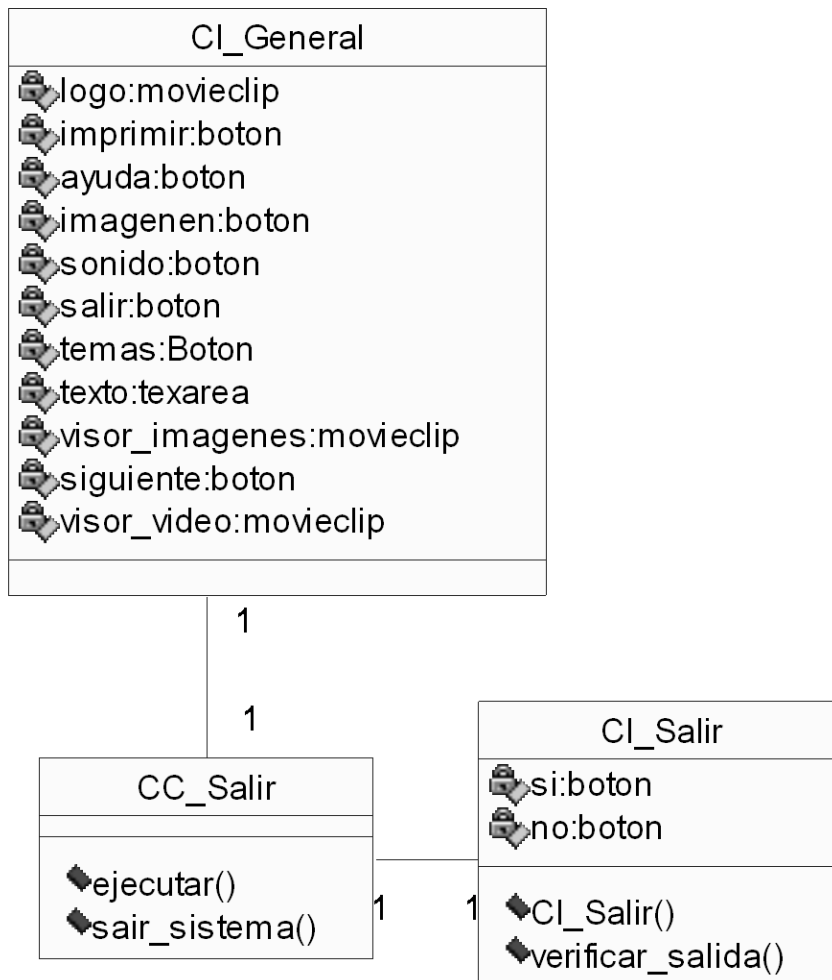 CI_General
logo:movieclip
imprimir:boton
ayuda:boton
imagenen:boton
sonido:boton
salir:boton
temas:Boton
texto:texarea
visor_imagenes:movieclip
siguiente:boton
visor_video:movieclip
1
1
CC_Salir
ejecutar()
sair_sistema()
1
1
CI_Salir
si:boton
no:boton
CI_Salir()
verificar_salida()